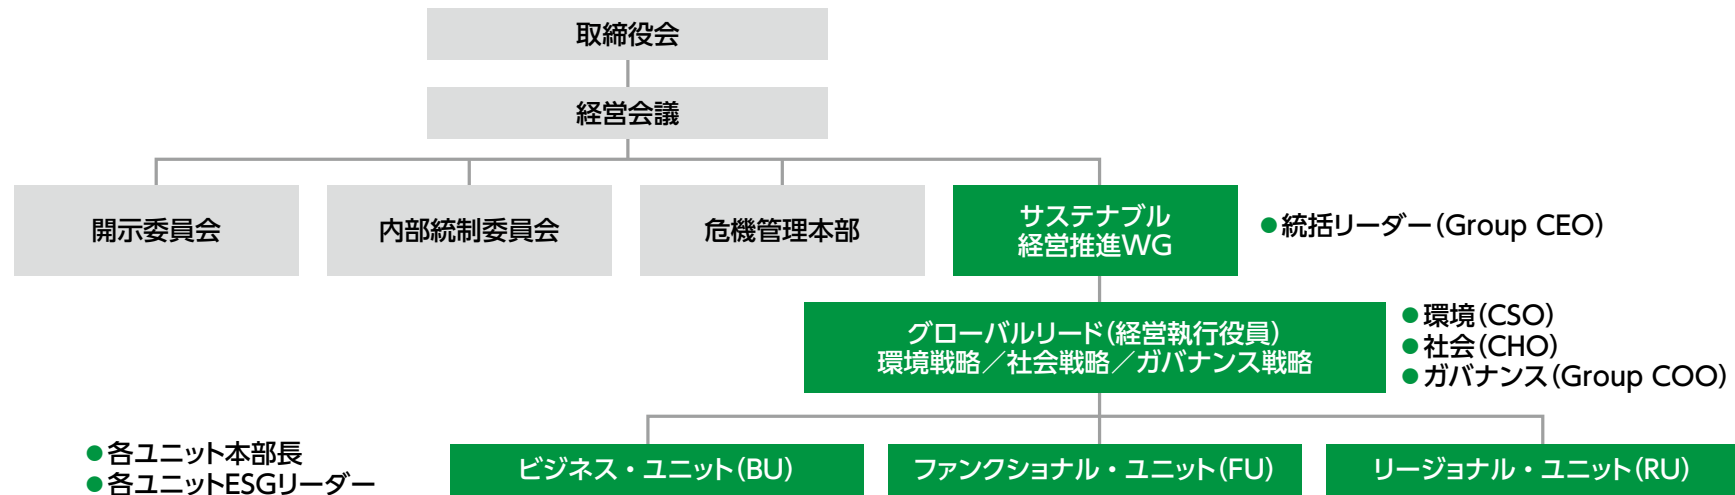 取締役会
経営会議
開示委員会
内部統制委員会
危機管理本部
サステナブル
経営推進WG
●統括リーダー（Group CEO）
グローバルリード（経営執行役員）
環境戦略／社会戦略／ガバナンス戦略
●環境（CSO）
●社会（CHO）
●ガバナンス（Group COO）
●各ユニット本部長
●各ユニットESGリーダー
ビジネス・ユニット（BU）
ファンクショナル・ユニット（FU）
リージョナル・ユニット（RU）